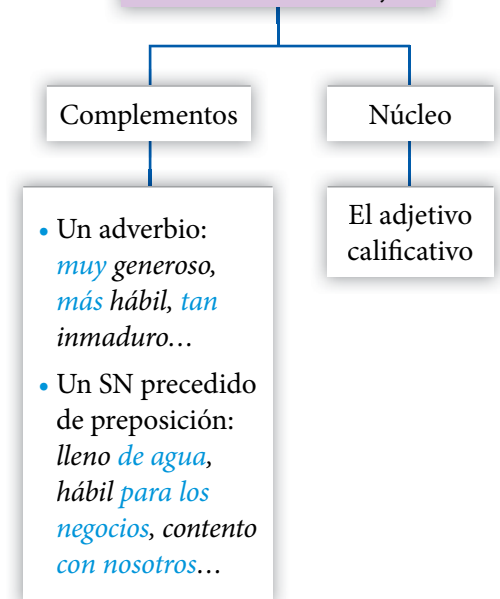 Complementos
Núcleo
• Un adverbio:
muy generoso,
más hábil, tan
inmaduro…
• Un SN precedido
de preposición:
lleno de agua,
hábil para los
negocios, contento
con nosotros…
El adjetivo
calificativo